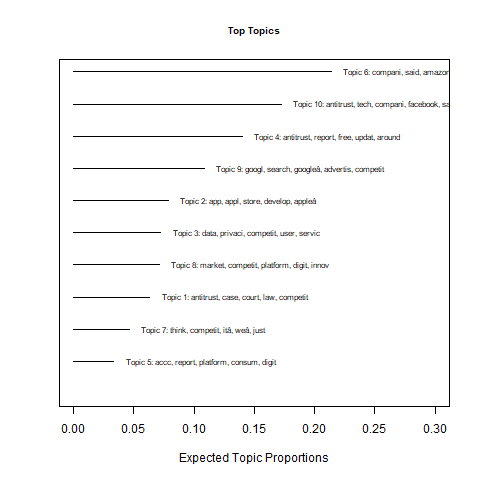 Top Topics
Topic 6: compani, said, amazon
Topic 10: antitrust, tech, compani, facebook, sa
Topic 4: antitrust, report, free, updat, around
Topic 9: googl, search, googleâ, advertis, competit
Topic 2: app, appl, store, develop, appleâ
Topic 3: data, privaci, competit, user, servic
Topic 8: market, competit, platform, digit, innov
Topic 1: antitrust, case, court, law, competit
Topic 7: think, competit, itâ, weâ, just
Topic 5: accc, report, platform, consum, digit
0.00 0.05 0.10 0.15 0.20 0.25 0.30
Expected Topic Proportions